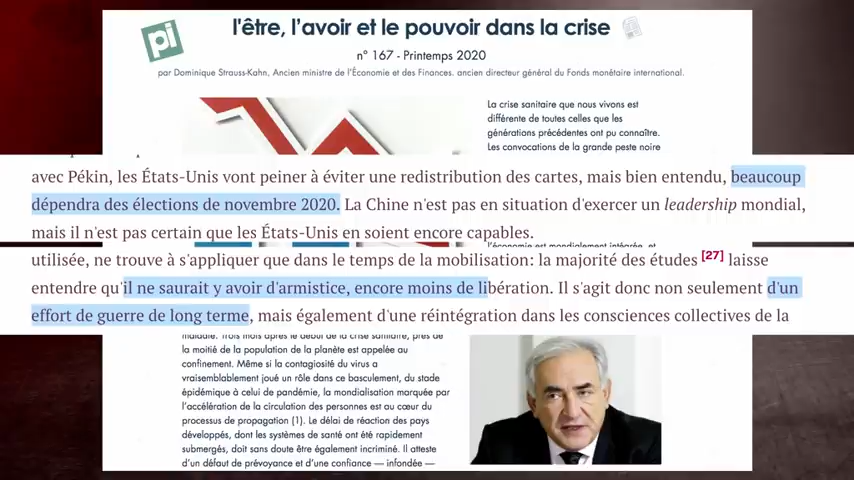 pi
l'être, l'avoir et le pouvoir dans la crise
n° 167 - Printemps 2020
par Dominique Strauss-Kahn, Ancien ministre de l'Économie et des Finances. ancien directeur général du Fonds monétaire international.
La crise sanitaire que nous vivons est
différente de toutes celles que les
générations précédentes ont pu connaître.
Les convocations de la grande peste noire
avec Pékin, les États-Unis vont peiner à éviter une redistribution des cartes, mais bien entendu, beaucoup
dépendra des élections de novembre 2020. La Chine n'est pas en situation d'exercer un leadership mondial,
mais il n'est pas certain que les États-Unis en soient encore capables.
l'économie est mondialement intégrée, et
utilisée, ne trouve à s'appliquer que dans le temps de la mobilisation: la majorité des études [27] laisse
entendre qu'il ne saurait y avoir d'armistice, encore moins de libération. Il s'agit donc non seulement d'un
effort de guerre de long terme, mais également d'une réintégration dans les consciences collectives de la
maladie. Trois mois après le début de la crise sanitaire, près de
la moitié de la population de la planète est appelée au
confinement. Même si la contagiosité du virus a
vraisemblablement joué un rôle dans ce basculement, du stade
épidémique à celui de pandémie, la mondialisation marquée par
l'accélération de la circulation des personnes est au cœur du
processus de propagation (1). Le délai de réaction des pays
développés, dont les systèmes de santé ont été rapidement
submergés, doit sans doute être également incriminé. Il atteste
d'un défaut de prévoyance et d'une confiance — infondée —